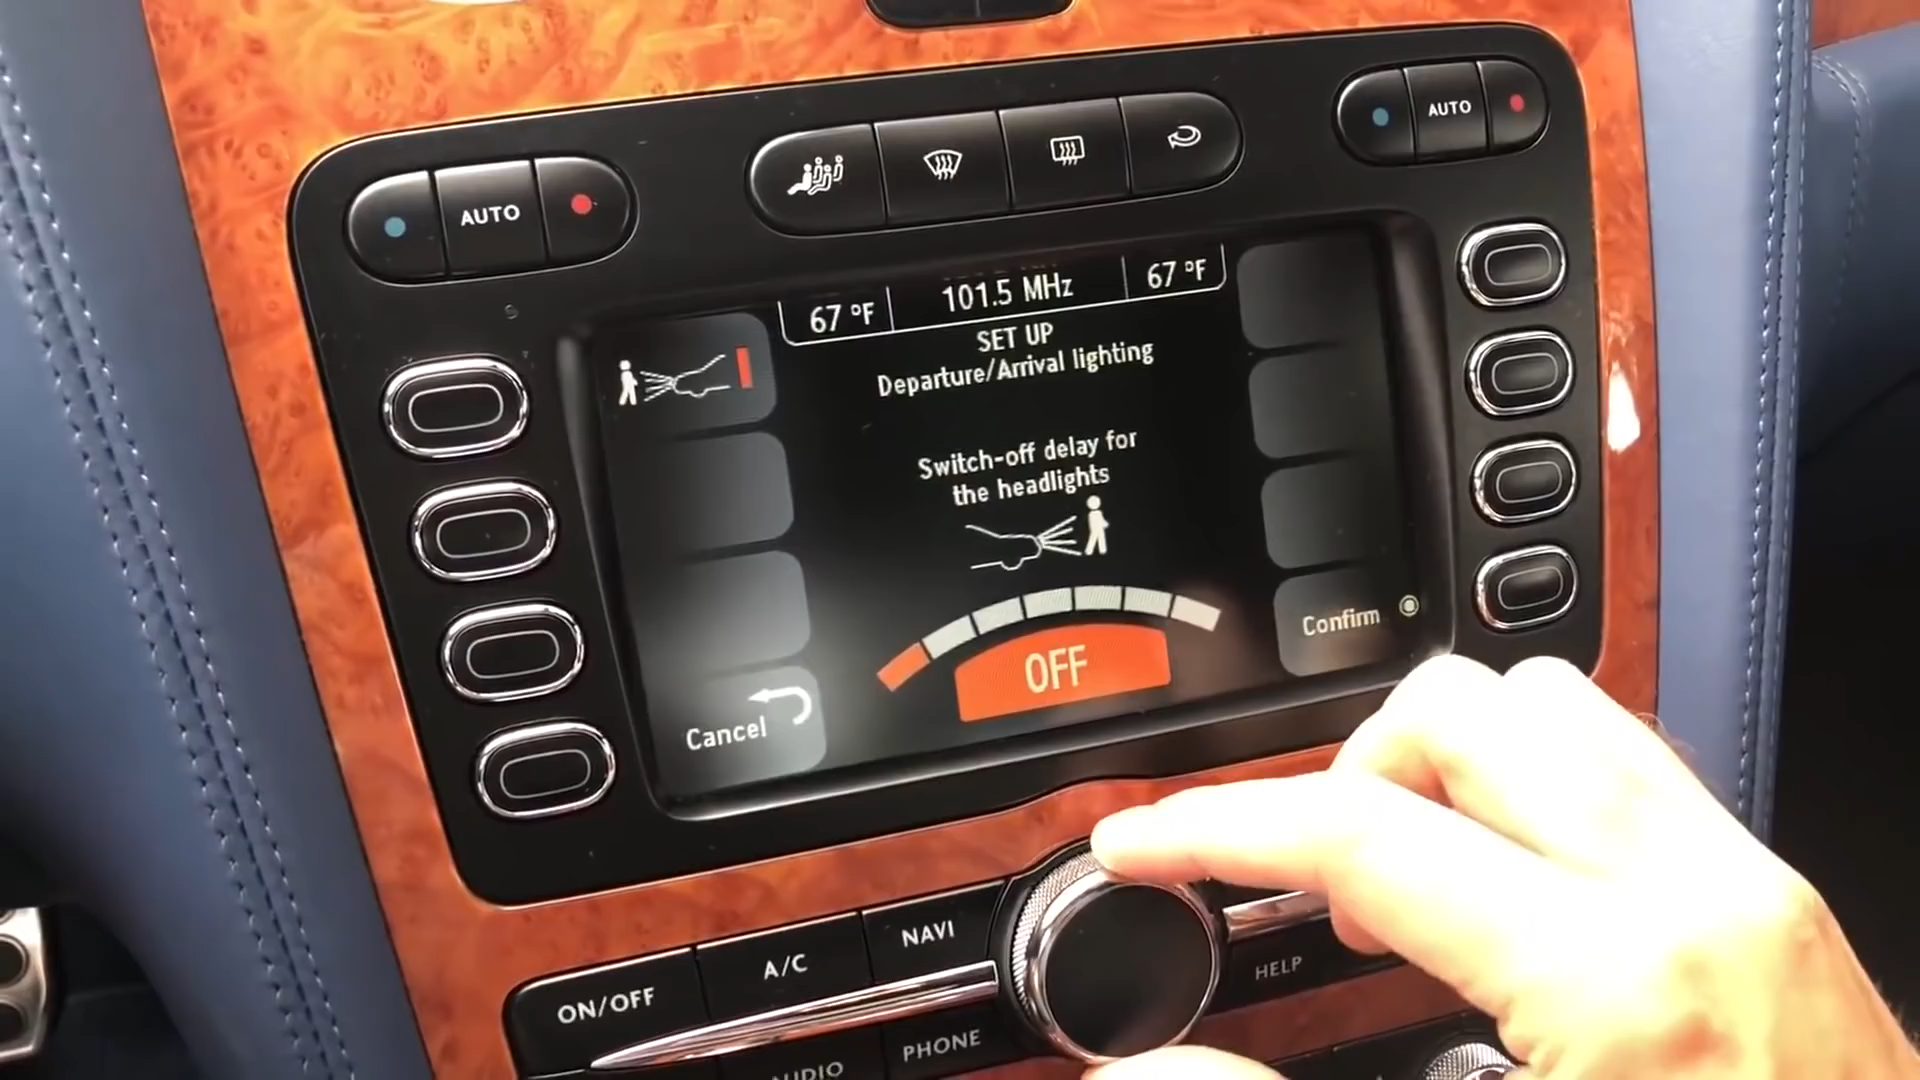 AUTO
AUTO
67 °F
101.5 MHz
67 °F
SET UP
Departure/Arrival lighting
Switch-off delay for
the headlights
OFF
Confirm
Cancel
NAVI
A/C
ON/OFF
HELP
PHONE